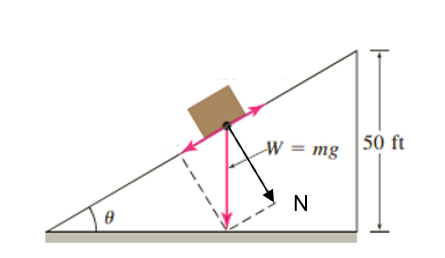 W = mg
50 ft
N
θ